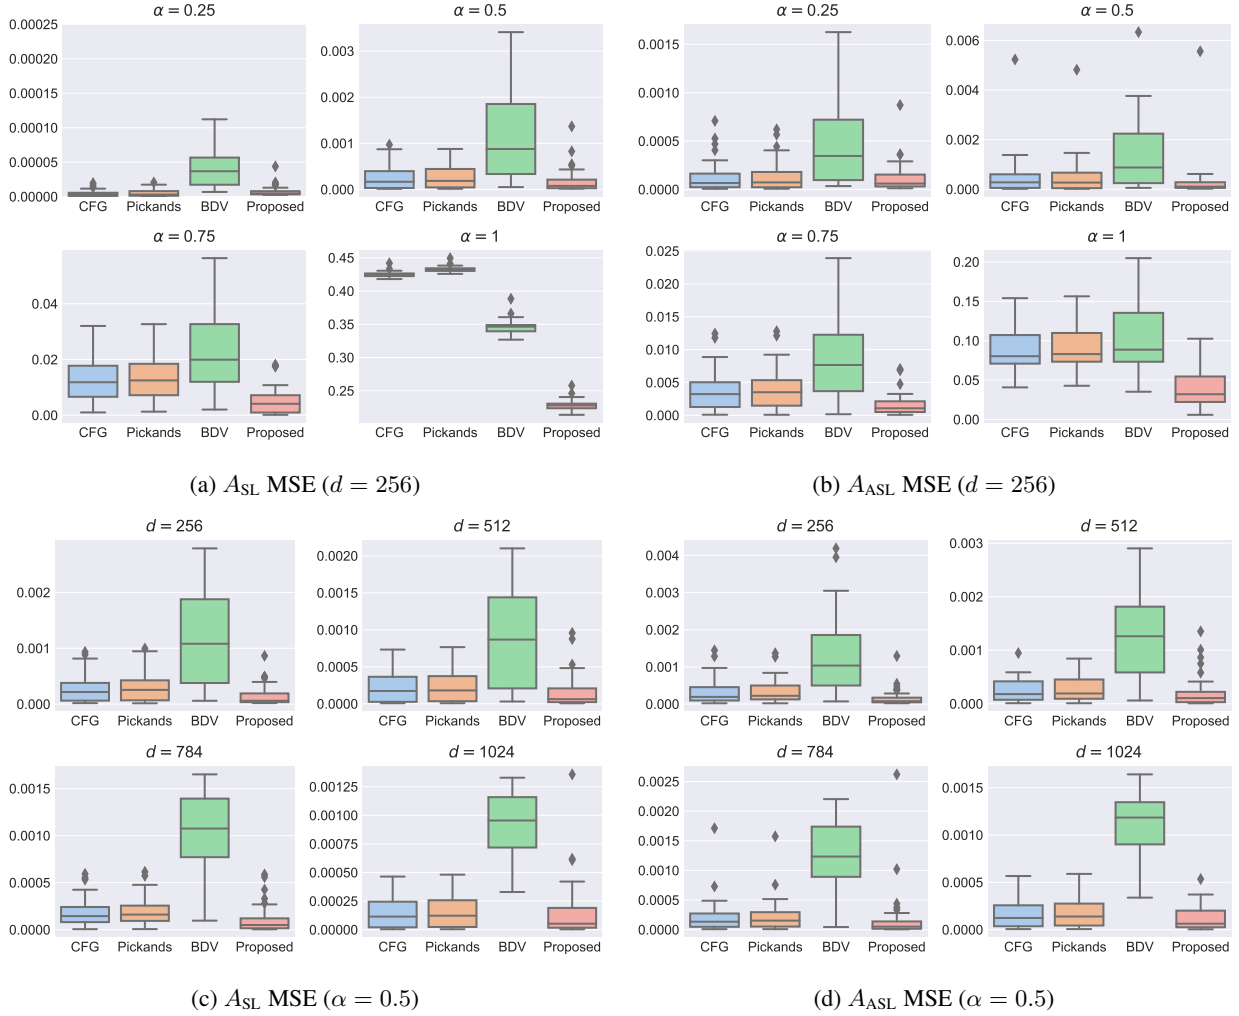 α = 0.25
0.00025
0.00020
0.00015
0.00010
0.00005
0.00000
CFG Pickands BDV Proposed
α = 0.5
0.003
0.002
0.001
0.000
CFG Pickands BDV Proposed
α = 0.75
0.04
0.02
0.00
CFG Pickands BDV Proposed
α = 1
0.45
0.40
0.35
0.30
0.25
CFG Pickands BDV Proposed
(a) A_SL MSE (d = 256)
α = 0.25
0.0015
0.0010
0.0005
0.0000
CFG Pickands BDV Proposed
α = 0.5
0.006
0.004
0.002
0.000
CFG Pickands BDV Proposed
α = 0.75
0.025
0.020
0.015
0.010
0.005
0.000
CFG Pickands BDV Proposed
α = 1
0.20
0.15
0.10
0.05
0.00
CFG Pickands BDV Proposed
(b) A_ASL MSE (d = 256)
d = 256
0.002
0.001
0.000
CFG Pickands BDV Proposed
d = 512
0.0020
0.0015
0.0010
0.0005
0.0000
CFG Pickands BDV Proposed
d = 784
0.0015
0.0010
0.0005
0.0000
CFG Pickands BDV Proposed
d = 1024
0.00125
0.00100
0.00075
0.00050
0.00025
0.00000
CFG Pickands BDV Proposed
(c) A_SL MSE (α = 0.5)
d = 256
0.004
0.003
0.002
0.001
0.000
CFG Pickands BDV Proposed
d = 512
0.003
0.002
0.001
0.000
CFG Pickands BDV Proposed
d = 784
0.0025
0.0020
0.0015
0.0010
0.0005
0.0000
CFG Pickands BDV Proposed
d = 1024
0.0015
0.0010
0.0005
0.0000
CFG Pickands BDV Proposed
(d) A_ASL MSE (α = 0.5)